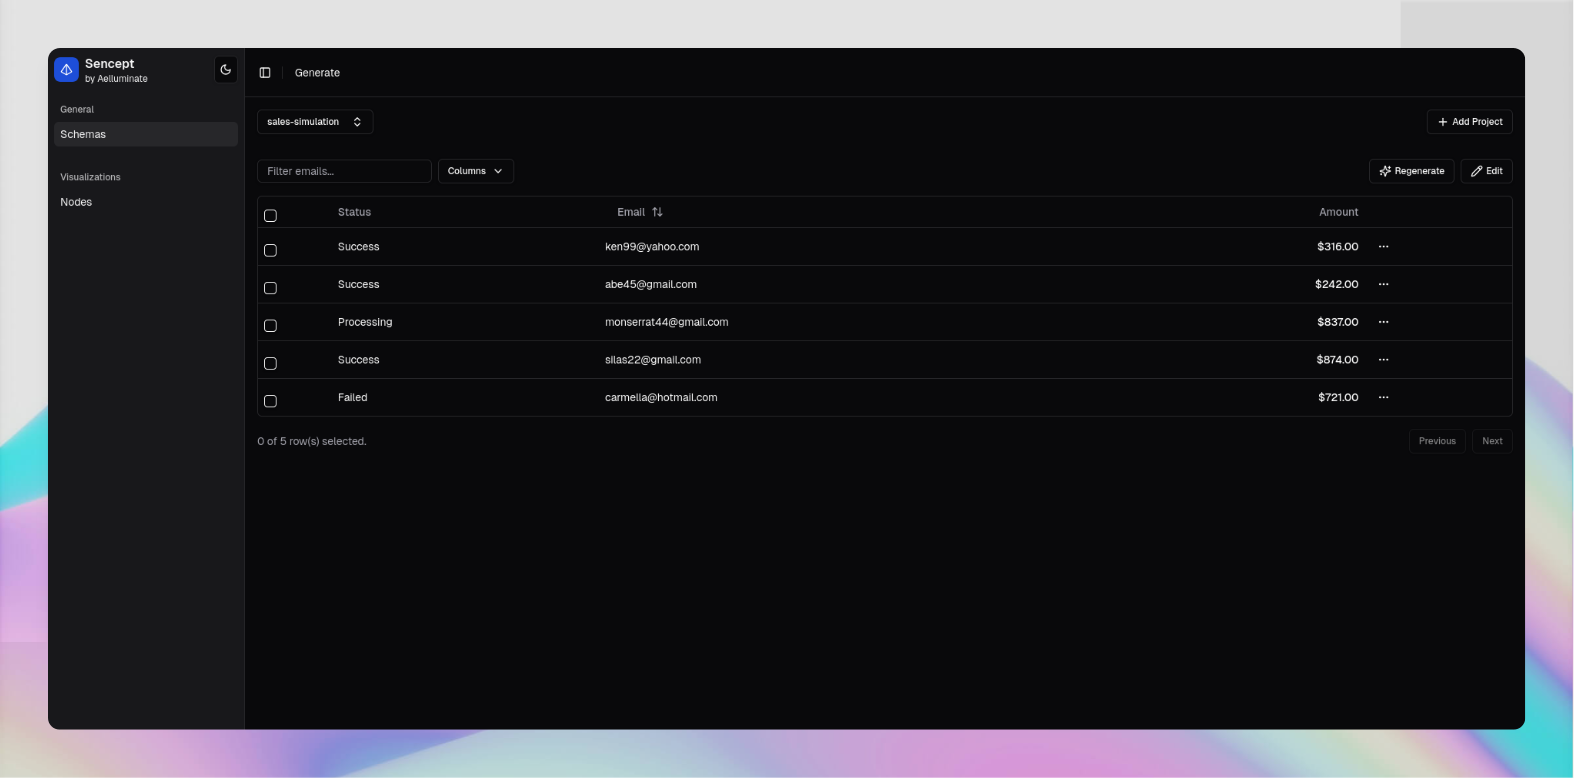 Sencept
by Aelluminate
General
Schemas
Visualizations
Nodes
Generate
sales-simulation
Add Project
Filter emails...
Columns
Regenerate
Edit
Status Email Amount
Success ken99@yahoo.com $316.00
Success abe45@gmail.com $242.00
Processing monserrat44@gmail.com $837.00
Success silas22@gmail.com $874.00
Failed carmella@hotmail.com $721.00
0 of 5 row(s) selected.
Previous
Next